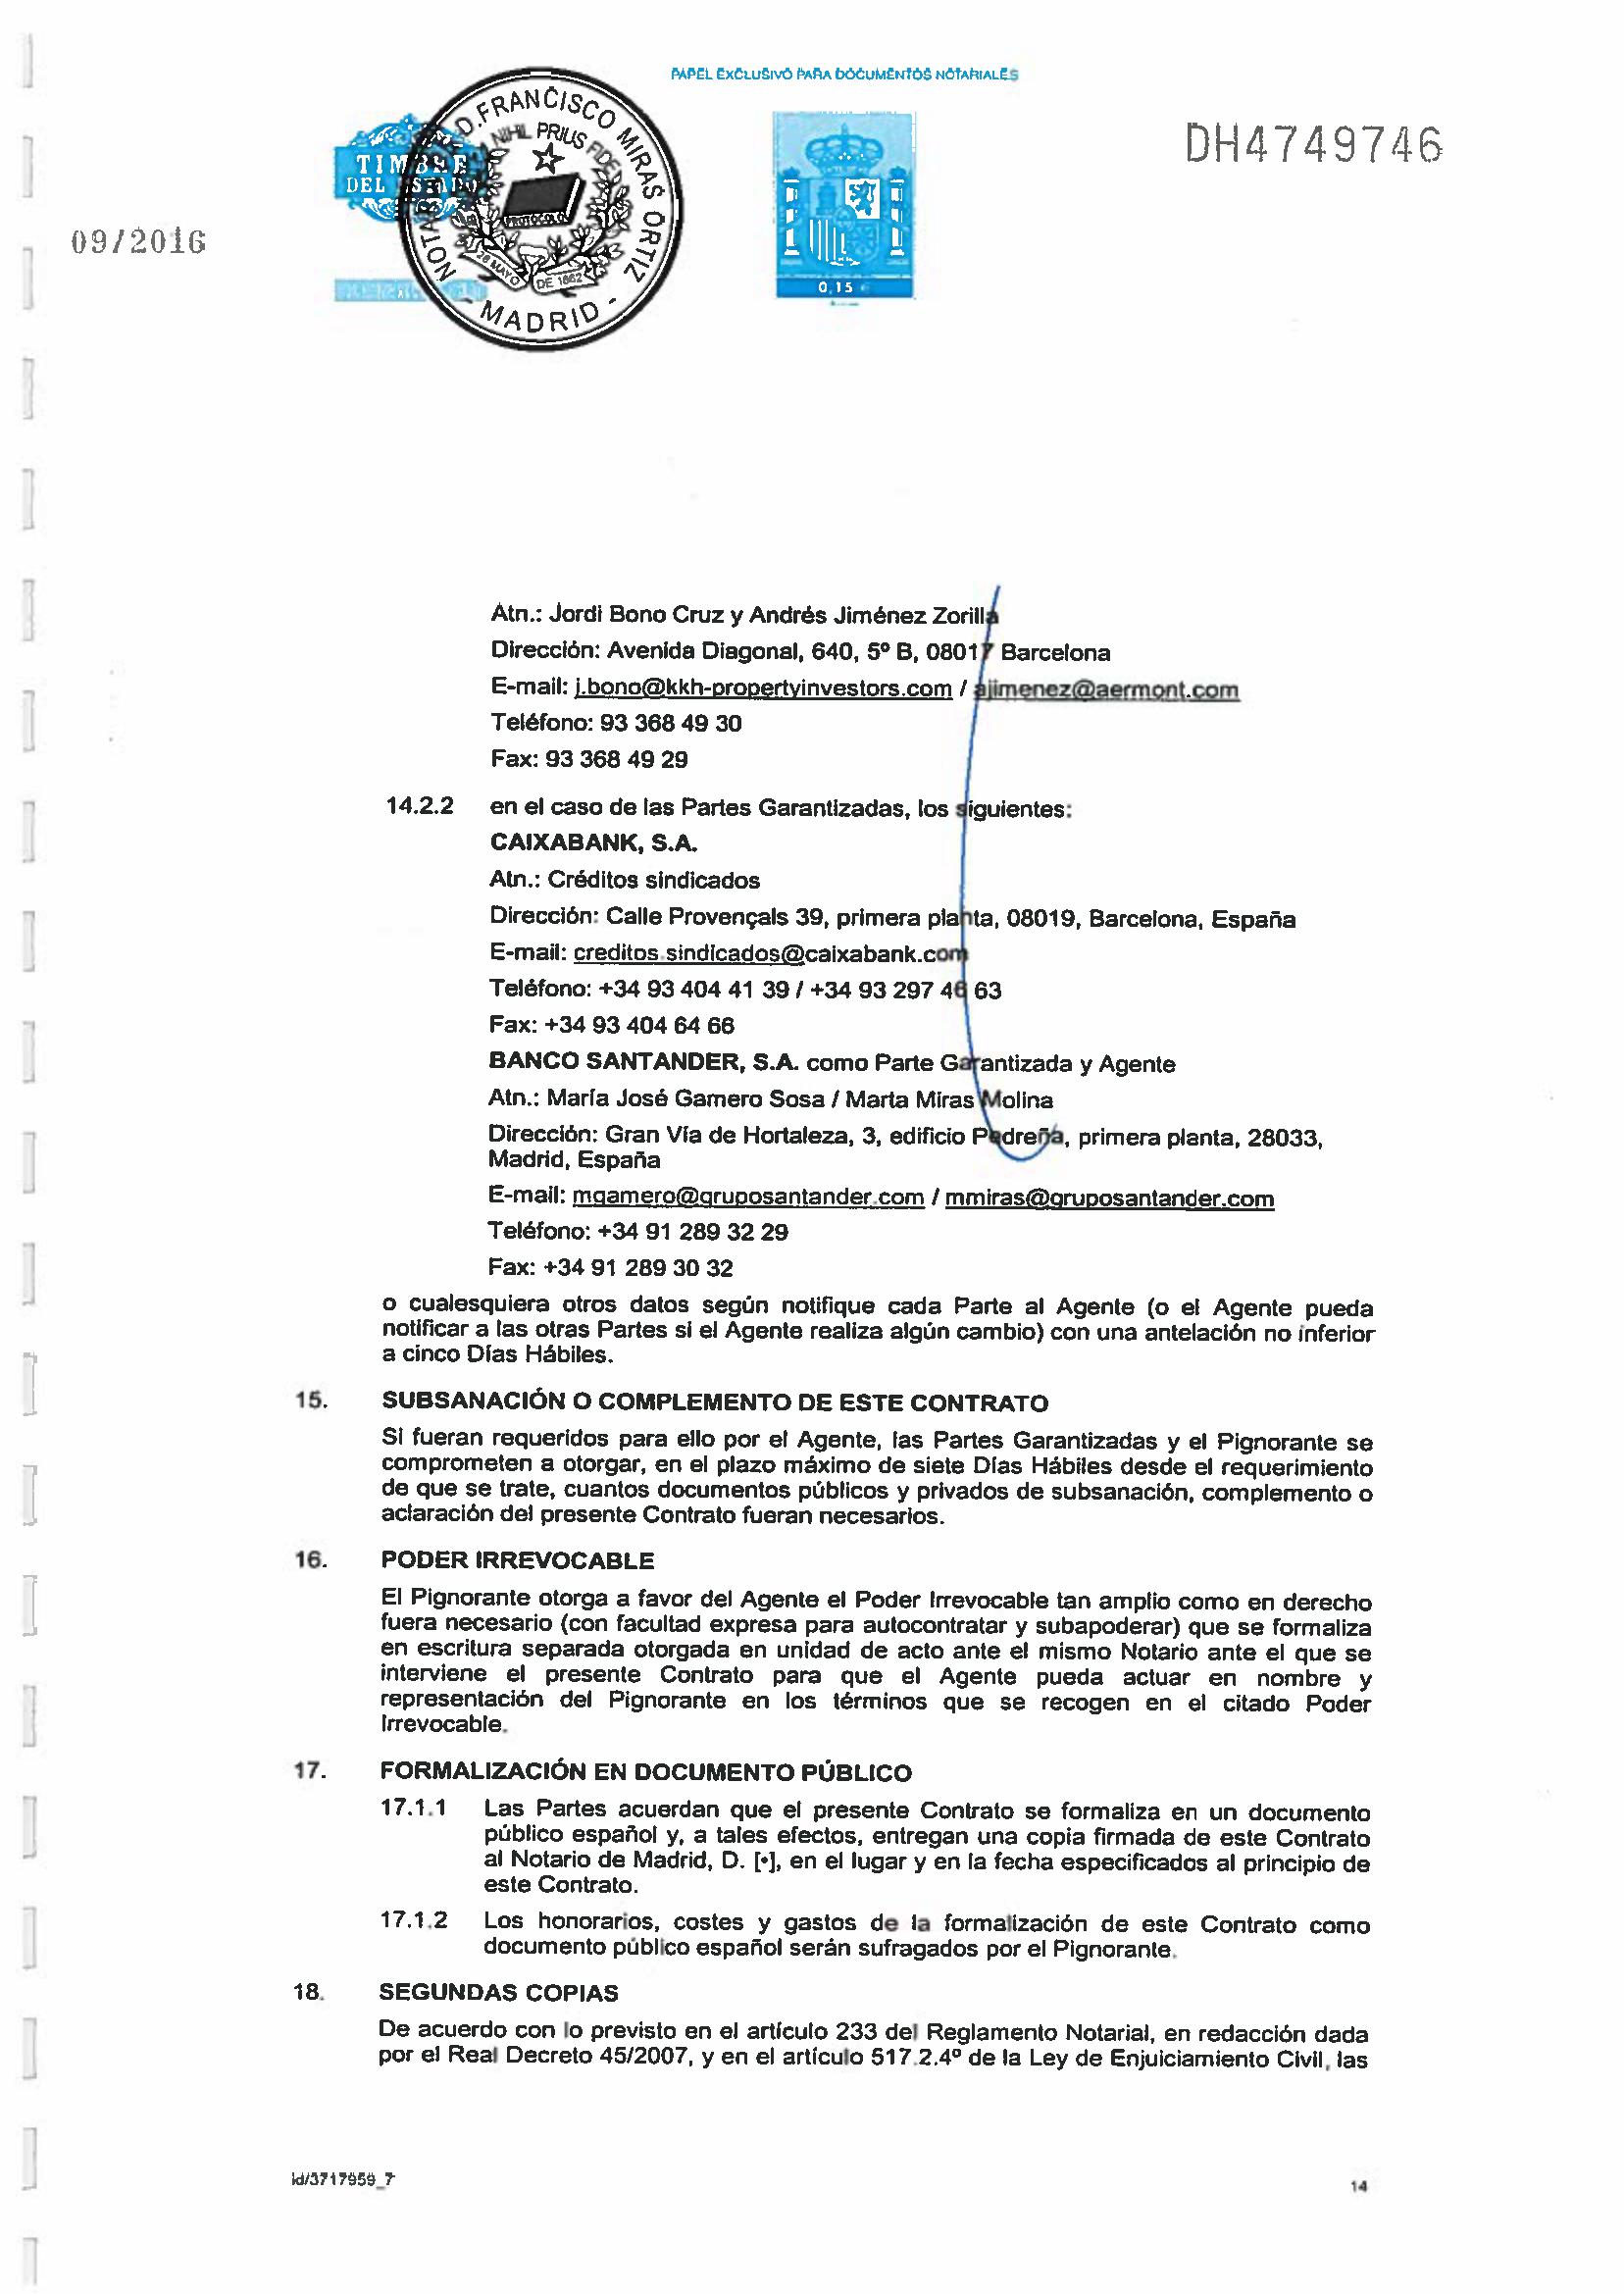 PAPEL EXCLUSIVO PARA DOCUMENTOS NOTARIALES
DH4749746
TIMBRE
DEL ESTADO
09/2016
NOTARIA D. FRANCISCO MIRAS ORTIZ
NIHIL PRIUS FIDE
PROTOCOLO
28 MAYO DE 1862
- MADRID -
0,15 €
Atn.: Jordi Bono Cruz y Andrés Jiménez Zorilla
Dirección: Avenida Diagonal, 640, 5º B, 08017 Barcelona
E-mail: j.bono@kkh-propertyinvestors.com / ajimenez@aermont.com
Teléfono: 93 368 49 30
Fax: 93 368 49 29
14.2.2 en el caso de las Partes Garantizadas, los siguientes:
CAIXABANK, S.A.
Atn.: Créditos sindicados
Dirección: Calle Provençals 39, primera planta, 08019, Barcelona, España
E-mail: creditos.sindicados@caixabank.com
Teléfono: +34 93 404 41 39 / +34 93 297 46 63
Fax: +34 93 404 64 66
BANCO SANTANDER, S.A. como Parte Garantizada y Agente
Atn.: María José Gamero Sosa / Marta Miras Molina
Dirección: Gran Vía de Hortaleza, 3, edificio Pedreña, primera planta, 28033,
Madrid, España
E-mail: mgamero@gruposantander.com / mmiras@gruposantander.com
Teléfono: +34 91 289 32 29
Fax: +34 91 289 30 32
o cualesquiera otros datos según notifique cada Parte al Agente (o el Agente pueda
notificar a las otras Partes si el Agente realiza algún cambio) con una antelación no inferior
a cinco Días Hábiles.
15. SUBSANACIÓN O COMPLEMENTO DE ESTE CONTRATO
Si fueran requeridos para ello por el Agente, las Partes Garantizadas y el Pignorante se
comprometen a otorgar, en el plazo máximo de siete Días Hábiles desde el requerimiento
de que se trate, cuantos documentos públicos y privados de subsanación, complemento o
aclaración del presente Contrato fueran necesarios.
16. PODER IRREVOCABLE
El Pignorante otorga a favor del Agente el Poder Irrevocable tan amplio como en derecho
fuera necesario (con facultad expresa para autocontratar y subapoderar) que se formaliza
en escritura separada otorgada en unidad de acto ante el mismo Notario ante el que se
interviene el presente Contrato para que el Agente pueda actuar en nombre y
representación del Pignorante en los términos que se recogen en el citado Poder
Irrevocable.
17. FORMALIZACIÓN EN DOCUMENTO PÚBLICO
17.1.1 Las Partes acuerdan que el presente Contrato se formaliza en un documento
público español y, a tales efectos, entregan una copia firmada de este Contrato
al Notario de Madrid, D. [•], en el lugar y en la fecha especificados al principio de
este Contrato.
17.1.2 Los honorarios, costes y gastos de la formalización de este Contrato como
documento público español serán sufragados por el Pignorante.
18. SEGUNDAS COPIAS
De acuerdo con lo previsto en el artículo 233 del Reglamento Notarial, en redacción dada
por el Real Decreto 45/2007, y en el artículo 517.2.4º de la Ley de Enjuiciamiento Civil, las
id/3717959_7
14